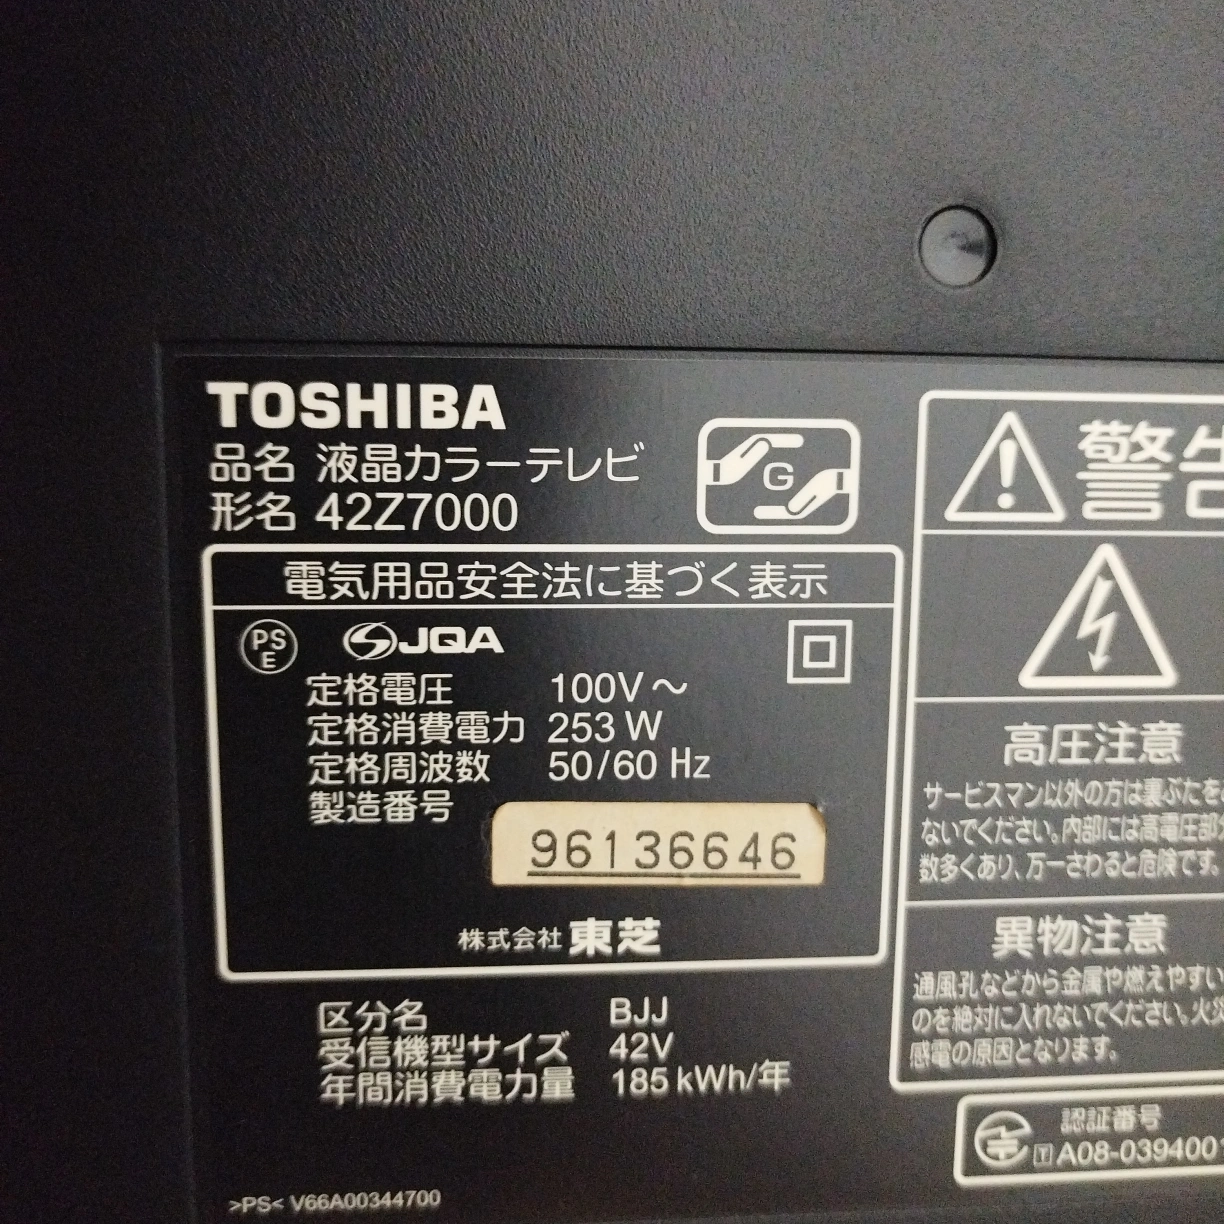 TOSHIBA
品名 液晶カラーテレビ
形名 42Z7000
G
電気用品安全法に基づく表示
PS
E
JQA
定格電圧 100V～
定格消費電力 253 W
定格周波数 50/60 Hz
製造番号
96136646
株式会社 東芝
区分名 BJJ
受信機型サイズ 42V
年間消費電力量 185 kWh/年
>PS< V66A00344700
警告
高圧注意
サービスマン以外の方は裏ぶたを
ないでください。内部には高電圧部
数多くあり、万一さわると危険です。
異物注意
通風孔などから金属や燃えやすい
のを絶対に入れないでください。火災
感電の原因となります。
認証番号
T A08-039400